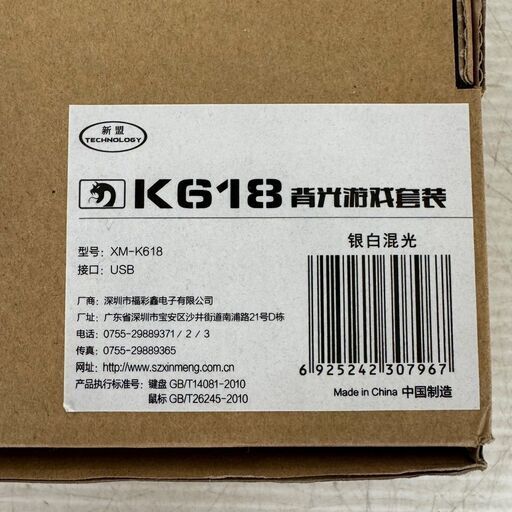 新盟
TECHNOLOGY
K618 背光游戏套装
型号: XM-K618
接口: USB
银白混光
厂商: 深圳市福彩鑫电子有限公司
厂址: 广东省深圳市宝安区沙井街道南浦路21号D栋
电话: 0755-29889371 / 2 / 3
传真: 0755-29889365
网址: http://www.szxinmeng.com.cn
产品执行标准号: 键盘 GB/T14081-2010
鼠标 GB/T26245-2010
6 925242 307967
Made in China 中国制造